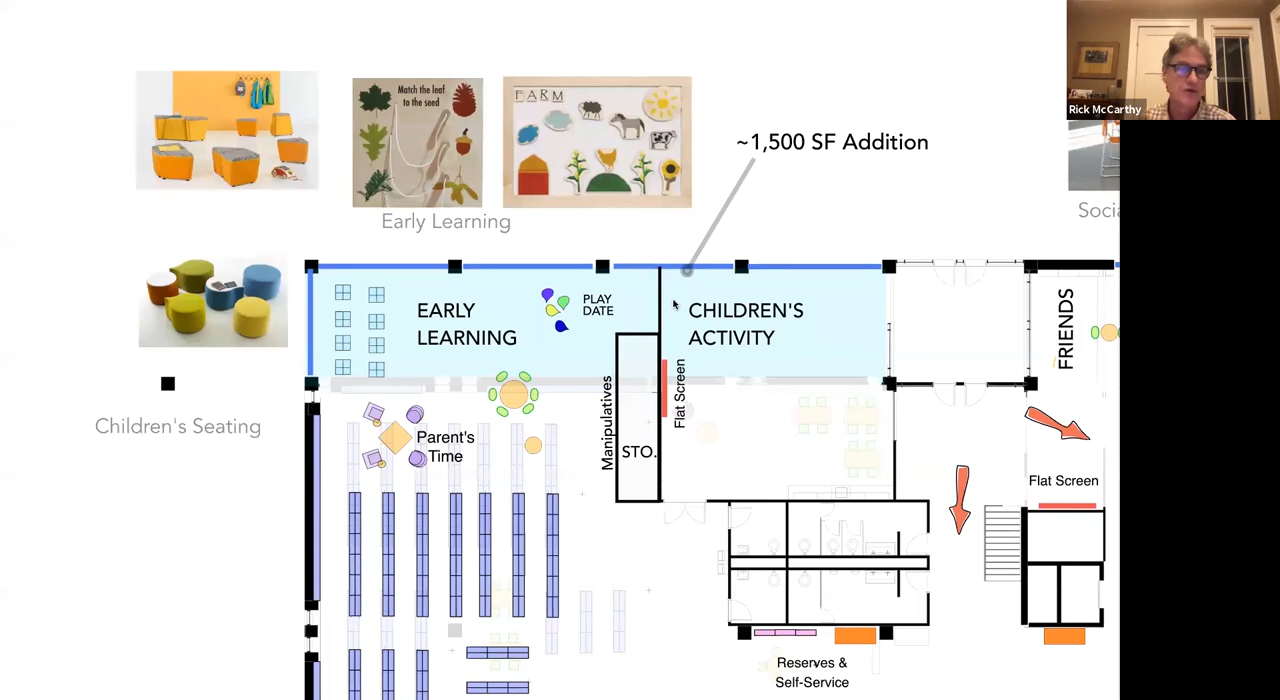 Rick McCarthy
Match the leaf
to the seed
FARM
~1,500 SF Addition
Early Learning
Socia
EARLY
LEARNING
PLAY
DATE
CHILDREN'S
ACTIVITY
FRIENDS
Children's Seating
Manipulatives
STO.
Flat Screen
Parent's
Time
Flat Screen
Reserves &
Self-Service